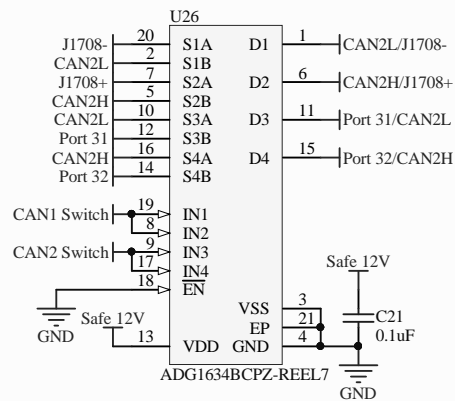 U26
J1708- 20 S1A D1 1 CAN2L/J1708-
CAN2L 2 S1B
J1708+ 7 S2A D2 6 CAN2H/J1708+
CAN2H 5 S2B
CAN2L 10 S3A D3 11 Port 31/CAN2L
Port 31 12 S3B
CAN2H 16 S4A D4 15 Port 32/CAN2H
Port 32 14 S4B
CAN1 Switch 19 IN1
8 IN2
CAN2 Switch 9 IN3
17 IN4
18 EN
Safe 12V
GND
Safe 12V
VSS 3
C21
EP 21
0.1uF
13 VDD GND 4
ADG1634BCPZ-REEL7
GND